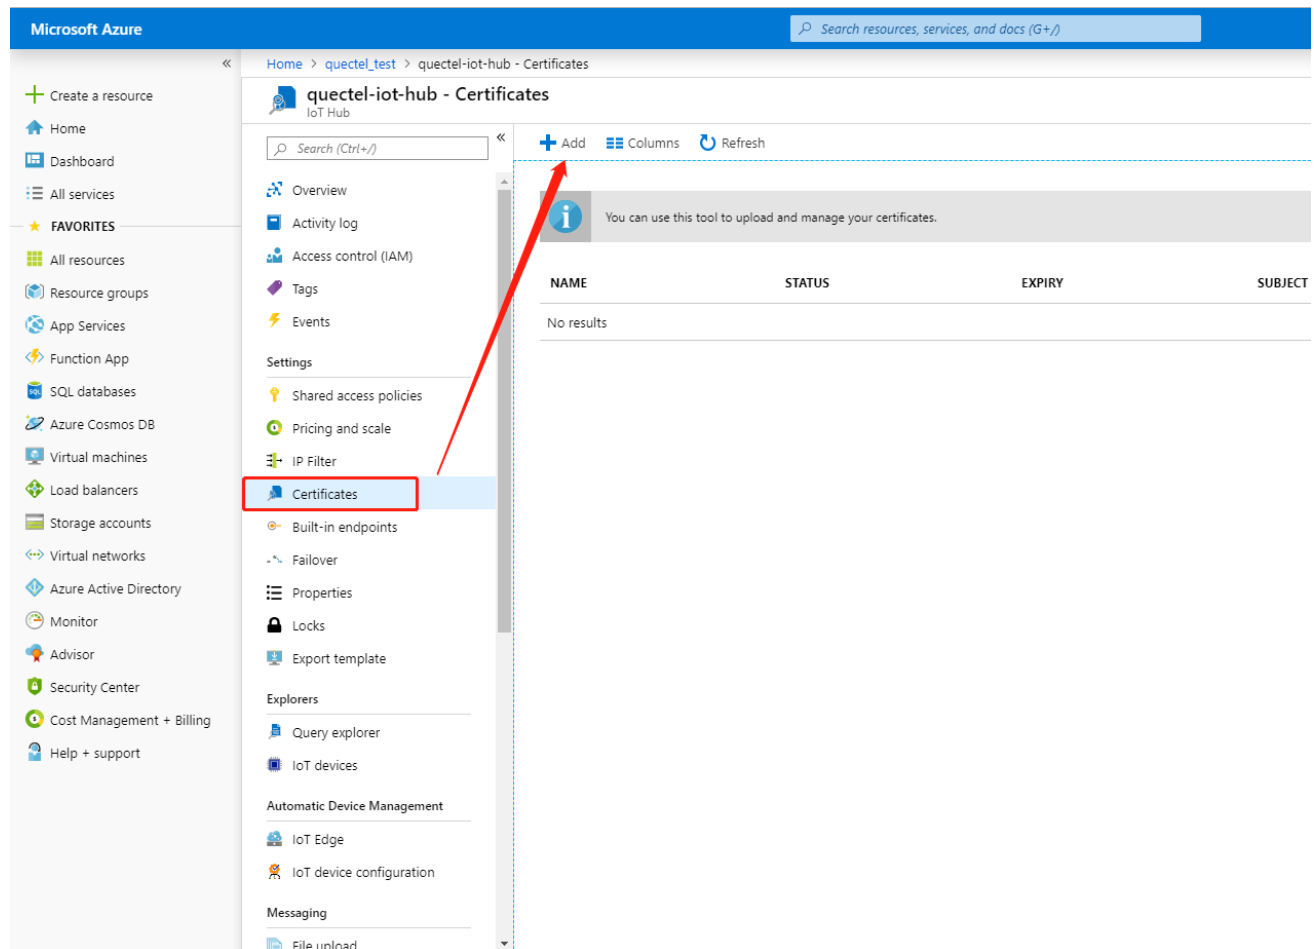 Microsoft Azure
Search resources, services, and docs (G+/)
«
Create a resource
Home
Dashboard
All services
FAVORITES
All resources
Resource groups
App Services
Function App
SQL databases
Azure Cosmos DB
Virtual machines
Load balancers
Storage accounts
Virtual networks
Azure Active Directory
Monitor
Advisor
Security Center
Cost Management + Billing
Help + support
Home > quectel_test > quectel-iot-hub - Certificates
quectel-iot-hub - Certificates
IoT Hub
Search (Ctrl+/)
«
Overview
Activity log
Access control (IAM)
Tags
Events
Settings
Shared access policies
Pricing and scale
IP Filter
Certificates
Built-in endpoints
Failover
Properties
Locks
Export template
Explorers
Query explorer
IoT devices
Automatic Device Management
IoT Edge
IoT device configuration
Messaging
File upload
Add Columns Refresh
You can use this tool to upload and manage your certificates.
NAME STATUS EXPIRY SUBJECT
No results